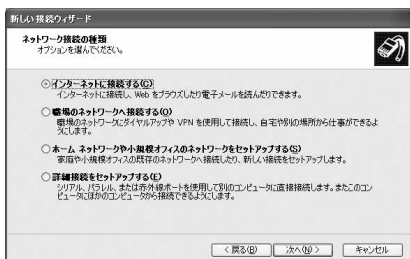 新しい接続ウィザード
ネットワーク接続の種類
オプションを選んでください。
インターネットに接続する(C)
インターネットに接続し、Web をブラウズしたり電子メールを読んだりできます。
職場のネットワークへ接続する(O)
職場のネットワークにダイヤルアップや VPN を使用して接続し、自宅や別の場所から仕事ができるよ
うにします。
ホーム ネットワークや小規模オフィスのネットワークをセットアップする(S)
家庭や小規模オフィスの既存のネットワークへ接続したり、新しい接続をセットアップします。
詳細接続をセットアップする(E)
シリアル、パラレル、または赤外線ポートを使用して別のコンピュータに直接接続します。またこのコン
ピュータにほかのコンピュータから接続できるようにします。
< 戻る(B)
次へ(N) >
キャンセル